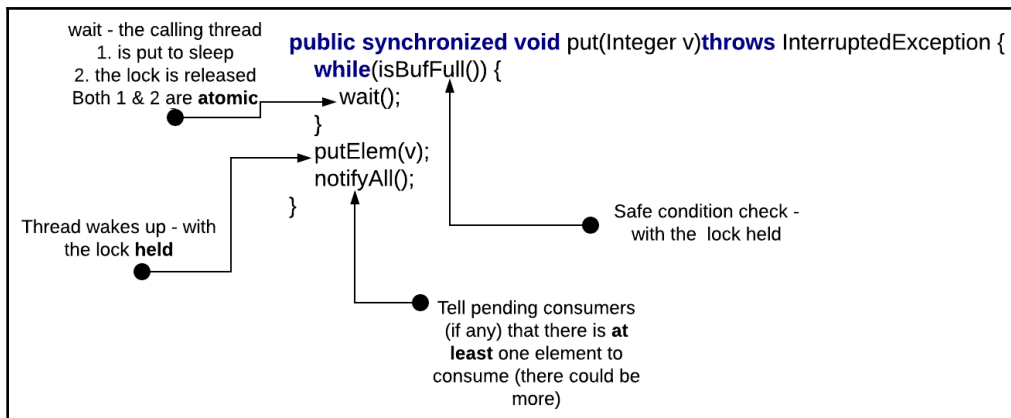 wait - the calling thread
1. is put to sleep
2. the lock is released
Both 1 & 2 are atomic
public synchronized void put(Integer v)throws InterruptedException {
while(isBufFull()) {
wait();
}
putElem(v);
notifyAll();
}
Thread wakes up - with
the lock held
Safe condition check -
with the lock held
Tell pending consumers
(if any) that there is at
least one element to
consume (there could be
more)